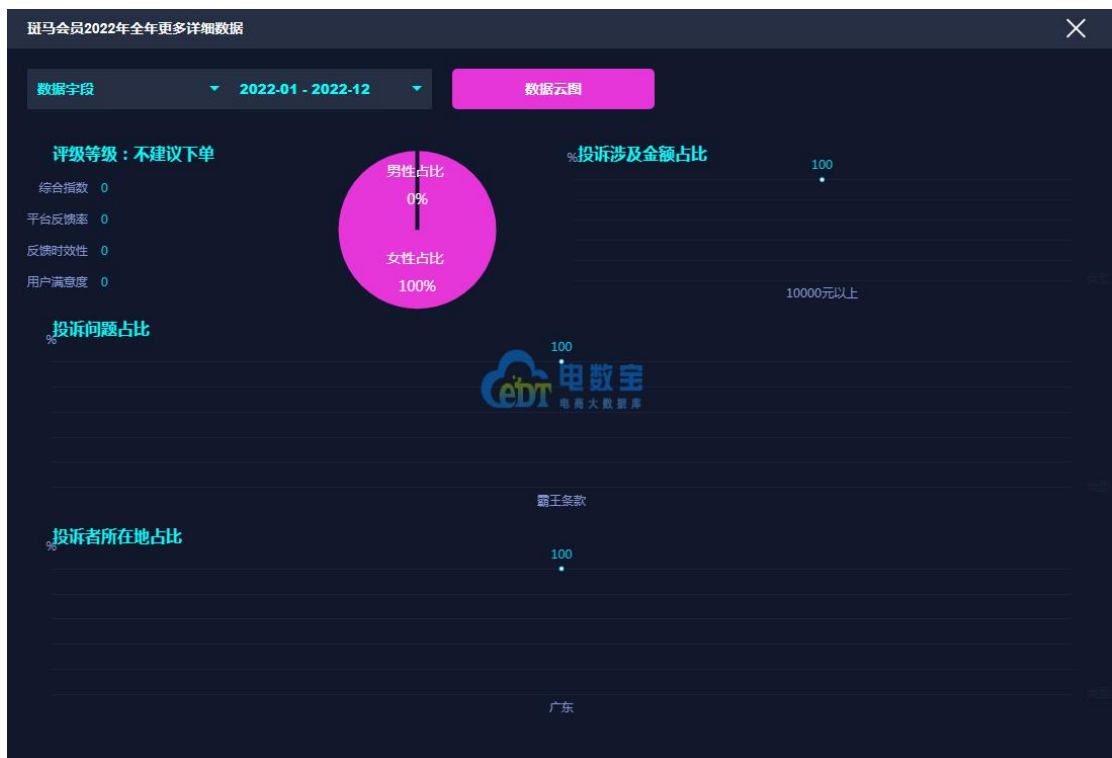 斑马会员2022年全年更多详细数据
数据字段
2022-01 - 2022-12
数据云图
评级等级：不建议下单
综合指数 0
平台反馈率 0
反馈时效性 0
用户满意度 0
男性占比
0%
女性占比
100%
%
投诉涉及金额占比
100
10000元以上
投诉问题占比
%
100
eDT 电数宝
电商大数据库
霸王条款
投诉者所在地占比
%
100
广东